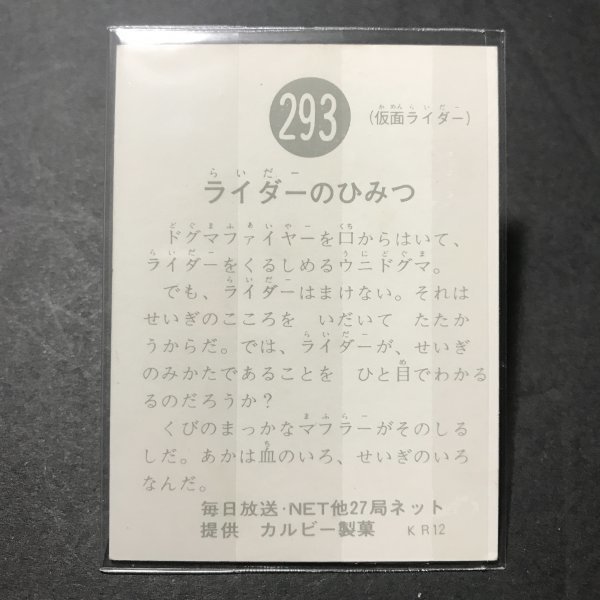 293
(仮面ライダー)
ライダーのひみつ
ドグマファイヤーを口からはいて、
ライダーをくるしめるウニドグマ。
でも、ライダーはまけない。それは
せいぎのこころを いだいて たたか
うからだ。では、ライダーが、せいぎ
のみかたであることを ひと目でわかる
るのだろうか?
くびのまっかなマフラーがそのしる
しだ。あかは血のいろ、せいぎのいろ
なんだ。
毎日放送・NET他27局ネット
提供 カルビー製菓 KR12